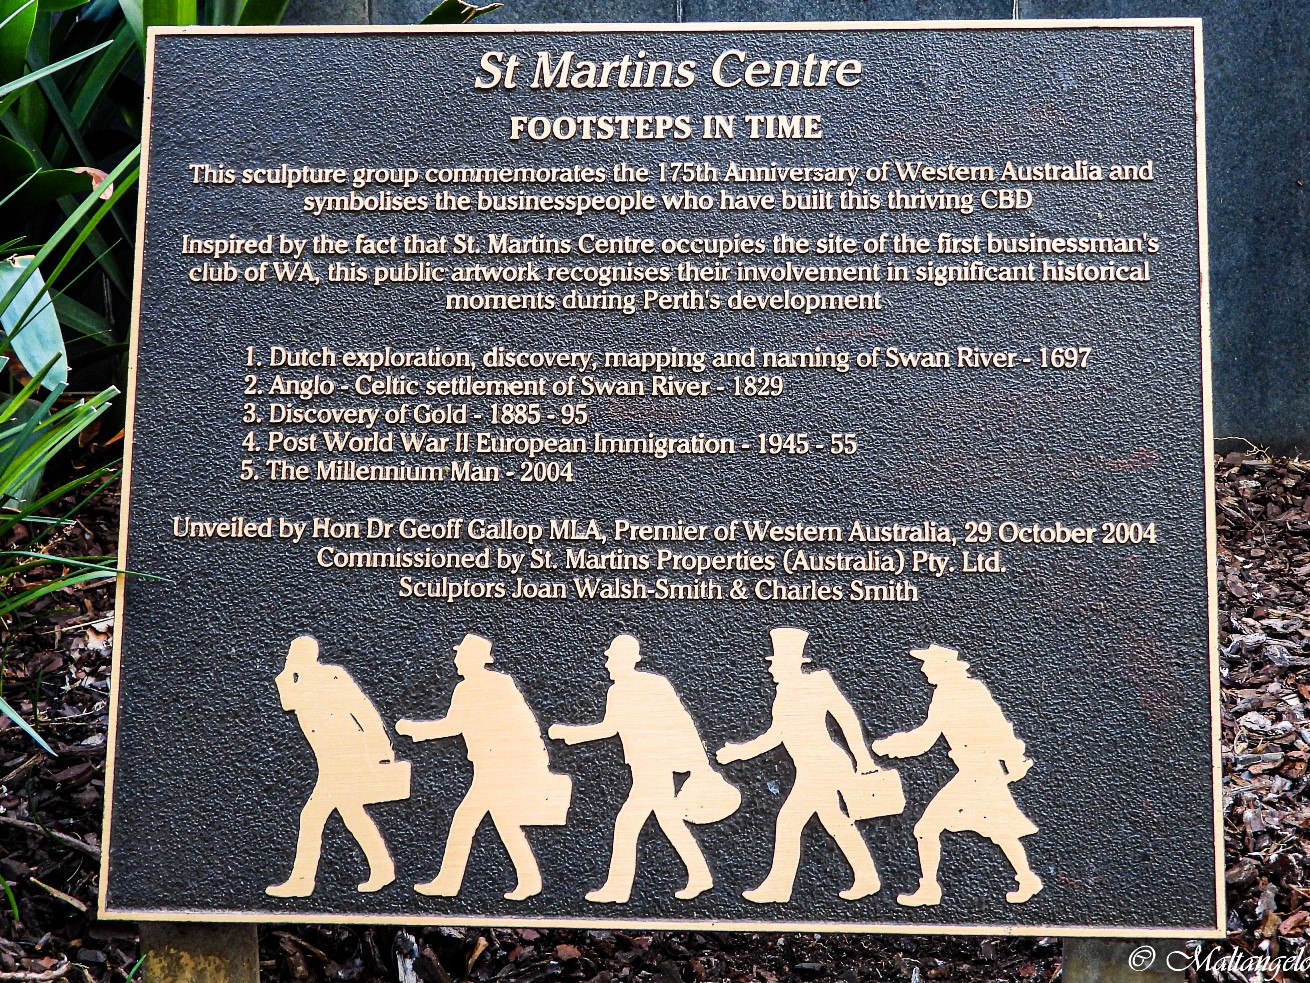 St Martins Centre
FOOTSTEPS IN TIME
This sculpture group commemorates the 175th Anniversary of Western Australia and
symbolises the businesspeople who have built this thriving CBD
Inspired by the fact that St. Martins Centre occupies the site of the first businessman's
club of WA, this public artwork recognises their involvement in significant historical
moments during Perth's development
1. Dutch exploration, discovery, mapping and naming of Swan River - 1697
2. Anglo - Celtic settlement of Swan River - 1829
3. Discovery of Gold - 1885 - 95
4. Post World War II European Immigration - 1945 - 55
5. The Millennium Man - 2004
Unveiled by Hon Dr Geoff Gallop MLA, Premier of Western Australia, 29 October 2004
Commissioned by St. Martins Properties (Australia) Pty. Ltd.
Sculptors Joan Walsh-Smith & Charles Smith
© Maltangelo